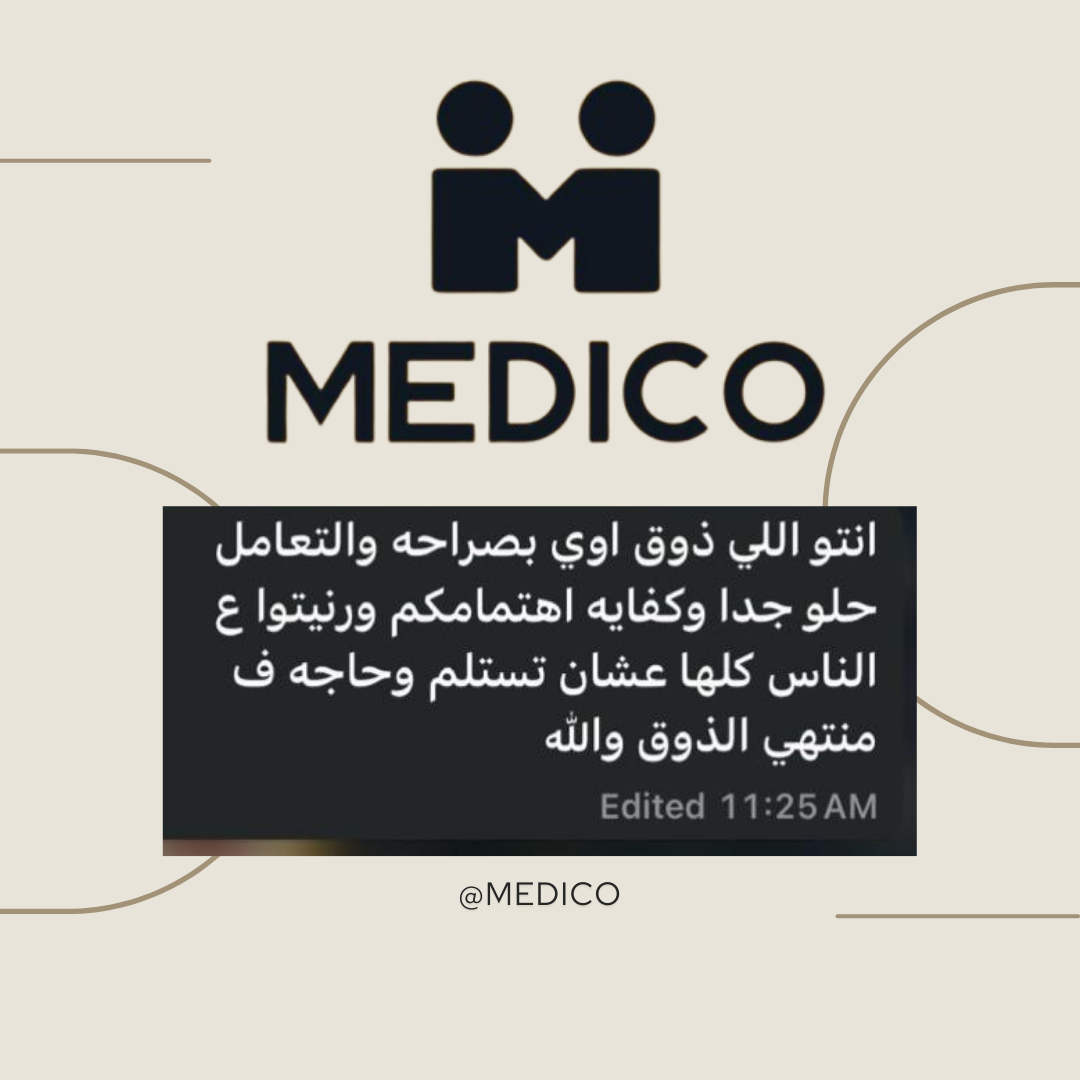 MEDICO
انتو اللي ذوق اوي بصراحه والتعامل
حلو جدا وكفايه اهتمامكم ورنيتوا ع
الناس كلها عشان تستلم وحاجه ف
منتهي الذوق والله
Edited 11:25 AM
@MEDICO